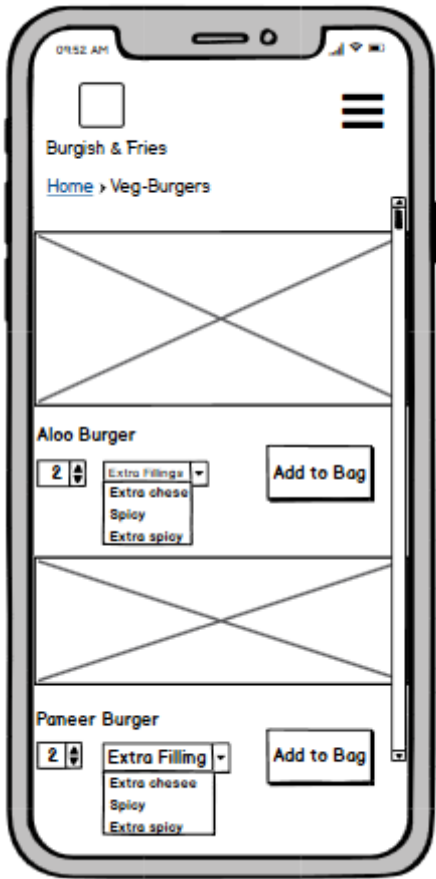 09:52 AM
Burgish & Fries
Home › Veg-Burgers
Aloo Burger
2
Extra Fillings
Add to Bag
Extra chese
Spicy
Extra spicy
Paneer Burger
2
Extra Filling
Add to Bag
Extra chesee
Spicy
Extra spicy